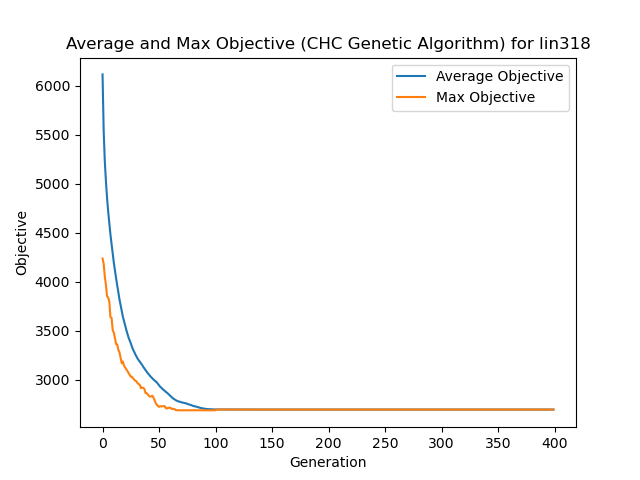 Average and Max Objective (CHC Genetic Algorithm) for lin318
Average Objective
Max Objective
6000
5500
5000
4500
4000
3500
3000
Objective
0 50 100 150 200 250 300 350 400
Generation